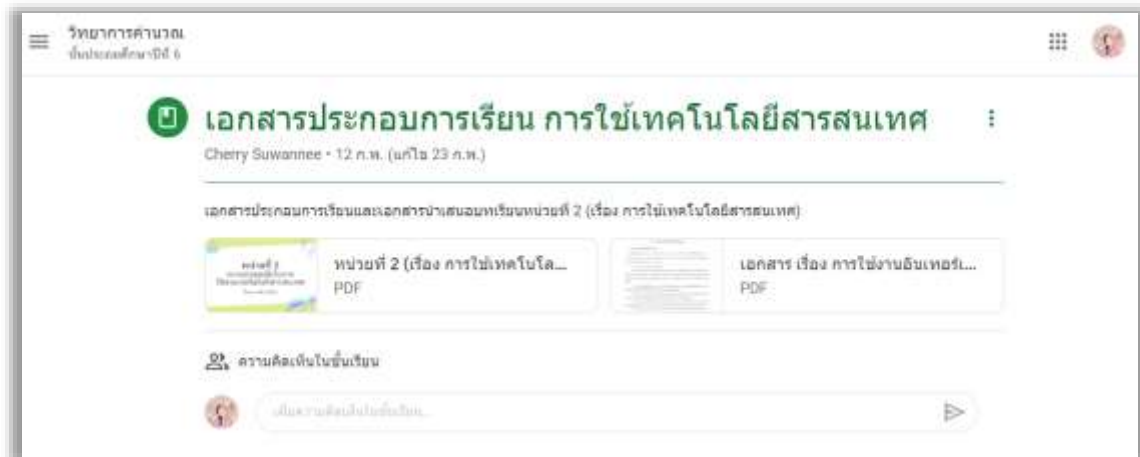 วิทยาการคำนวณ
ชั้นประถมศึกษาปีที่ 6
เอกสารประกอบการเรียน การใช้เทคโนโลยีสารสนเทศ
Cherry Suwannee • 12 ก.พ. (แก้ไข 23 ก.พ.)
เอกสารประกอบการเรียนและเอกสารนำเสนอบทเรียนหน่วยที่ 2 (เรื่อง การใช้เทคโนโลยีสารสนเทศ)
หน่วยที่ 2
หน่วยที่ 2 (เรื่อง การใช้เทคโนโล...
PDF
เอกสาร เรื่อง การใช้งานอินเทอร์เ...
PDF
ความคิดเห็นในชั้นเรียน
เพิ่มความคิดเห็นในชั้นเรียน...